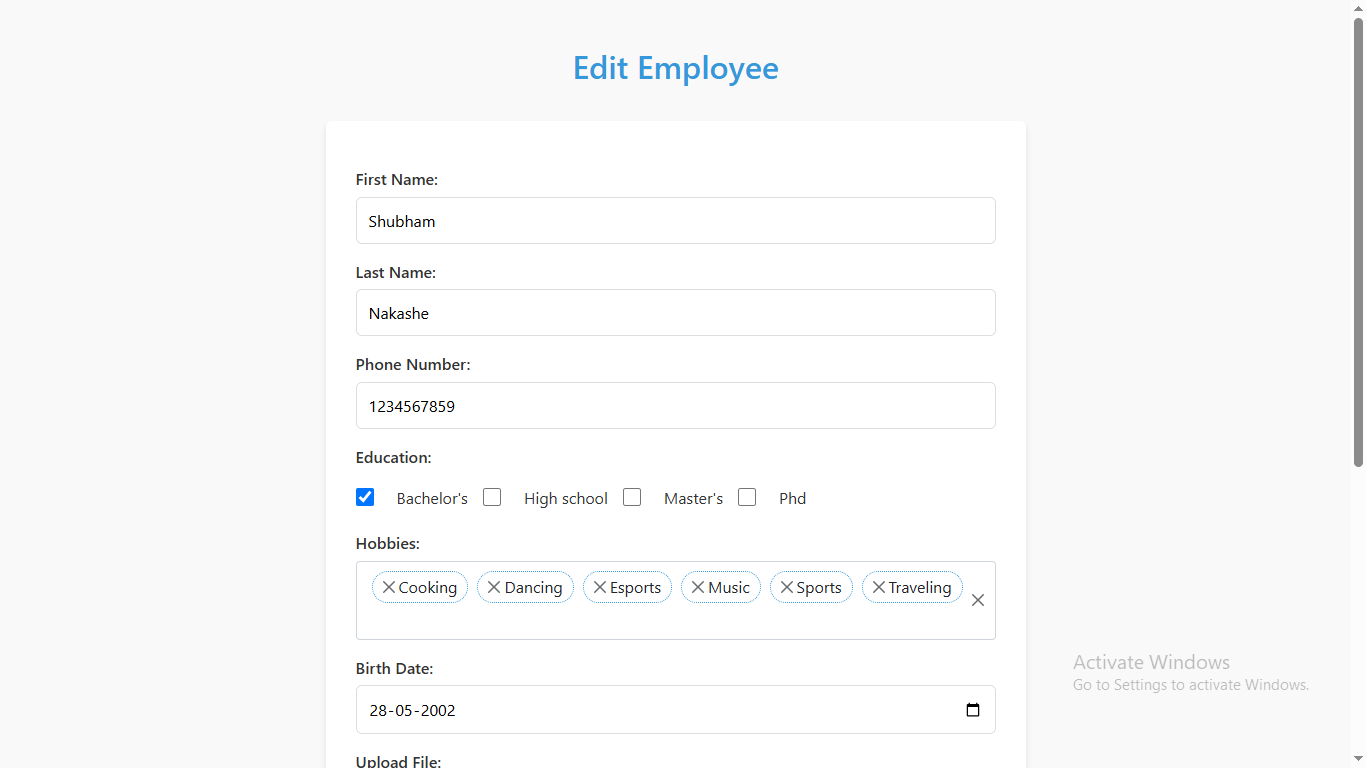 Edit Employee
First Name:
Shubham
Last Name:
Nakashe
Phone Number:
1234567859
Education:
Bachelor's High school Master's Phd
Hobbies:
Cooking Dancing Esports Music Sports Traveling
Birth Date:
28-05-2002
Upload File:
Activate Windows
Go to Settings to activate Windows.